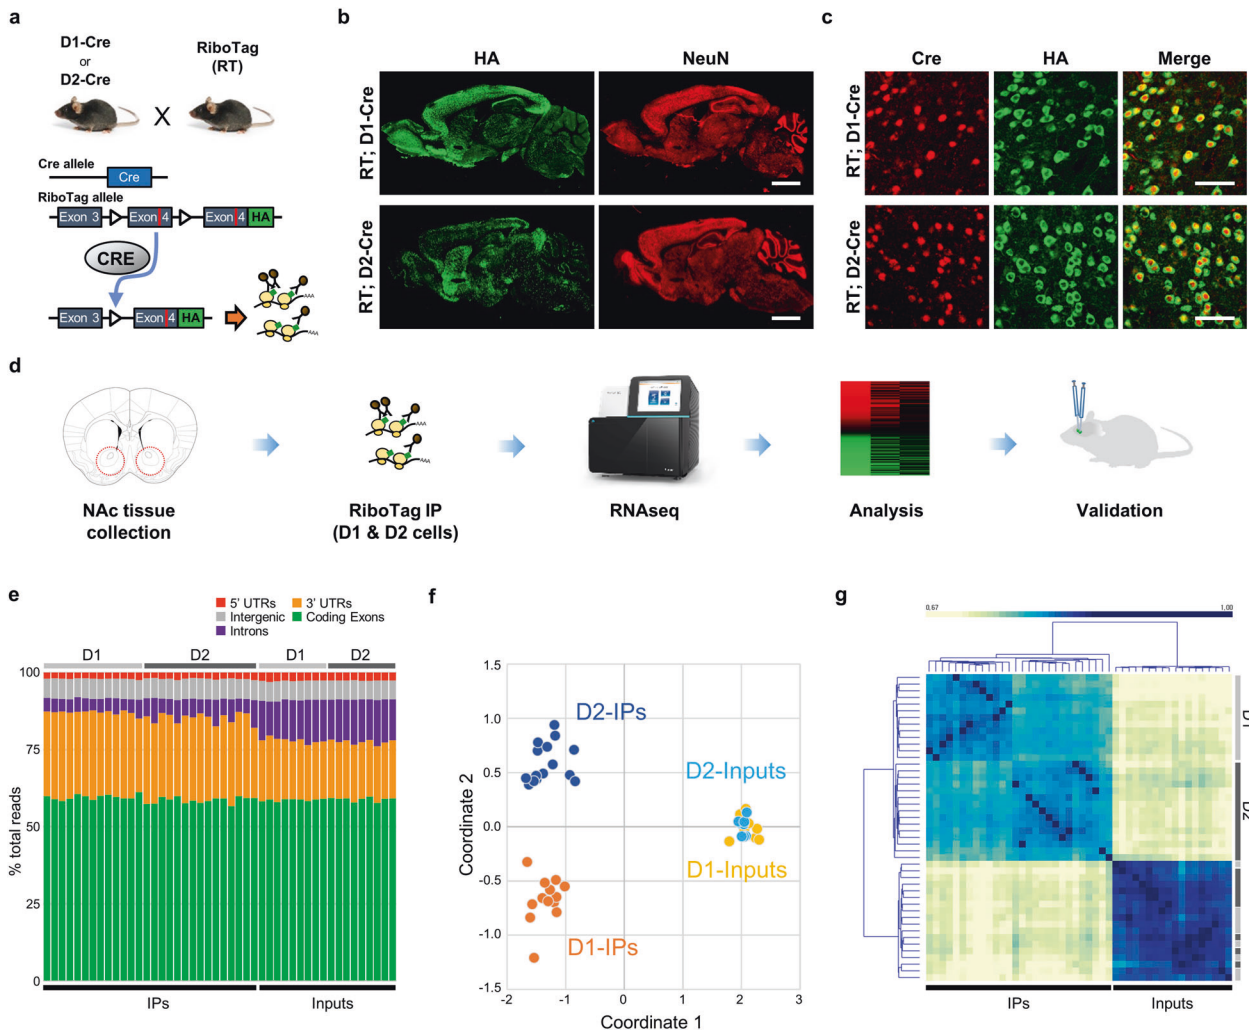 a
D1-Cre
or
D2-Cre
RiboTag
(RT)
X
Cre allele
Cre
RiboTag allele
Exon 3
Exon 4
Exon 4
HA
CRE
Exon 3
Exon 4
HA
AAA
AAA
b
HA
NeuN
RT; D1-Cre
RT; D2-Cre
c
Cre
HA
Merge
RT; D1-Cre
RT; D2-Cre
d
AAA
AAA
NAc tissue
collection
RiboTag IP
(D1 & D2 cells)
RNAseq
Analysis
Validation
e
5' UTRs
3' UTRs
Intergenic
Coding Exons
Introns
D1
D2
D1
D2
% total reads
100
75
50
25
0
IPs
Inputs
f
Coordinate 2
1.5
1.0
0.5
0.0
-0.5
-1.0
-1.5
D2-IPs
D2-Inputs
D1-Inputs
D1-IPs
-2
-1
0
1
2
3
Coordinate 1
g
0,67
1,00
D1
D2
IPs
Inputs